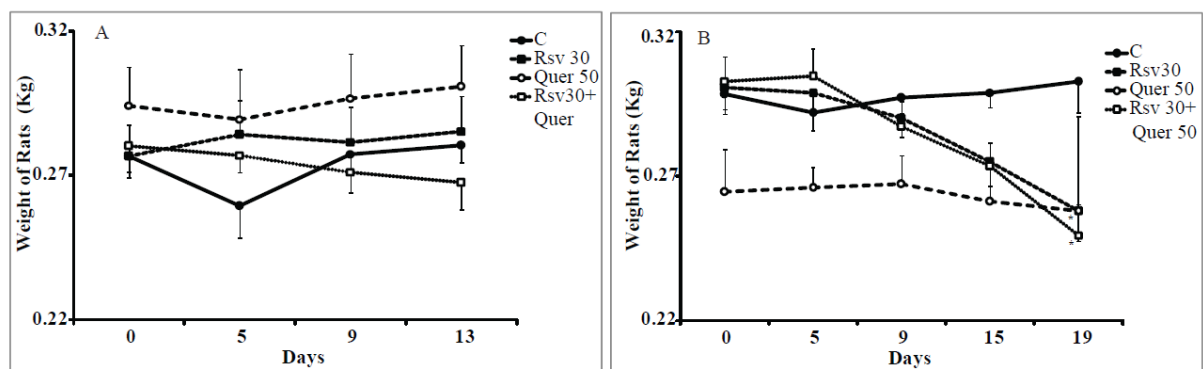 0.32
A
C
Rsv 30
Quer 50
Rsv30+
Quer
0.27
0.22
Weight of Rats (Kg)
0 5 9 13
Days
0.32
B
C
Rsv30
Quer 50
Rsv 30+
Quer 50
0.27
*
*
0.22
Weight of Rats (Kg)
0 5 9 15 19
Days